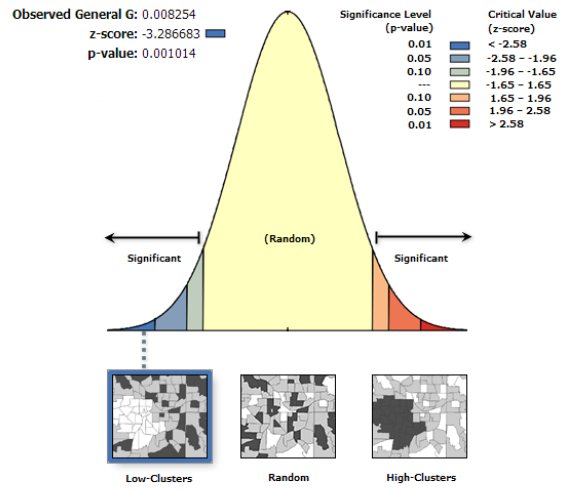 Observed General G: 0.008254
z-score: -3.286683
p-value: 0.001014
Significance Level
(p-value)
Critical Value
(z-score)
0.01 < -2.58
0.05 -2.58 – -1.96
0.10 -1.96 – -1.65
--- -1.65 – 1.65
0.10 1.65 – 1.96
0.05 1.96 – 2.58
0.01 > 2.58
(Random)
Significant
Significant
Low-Clusters
Random
High-Clusters